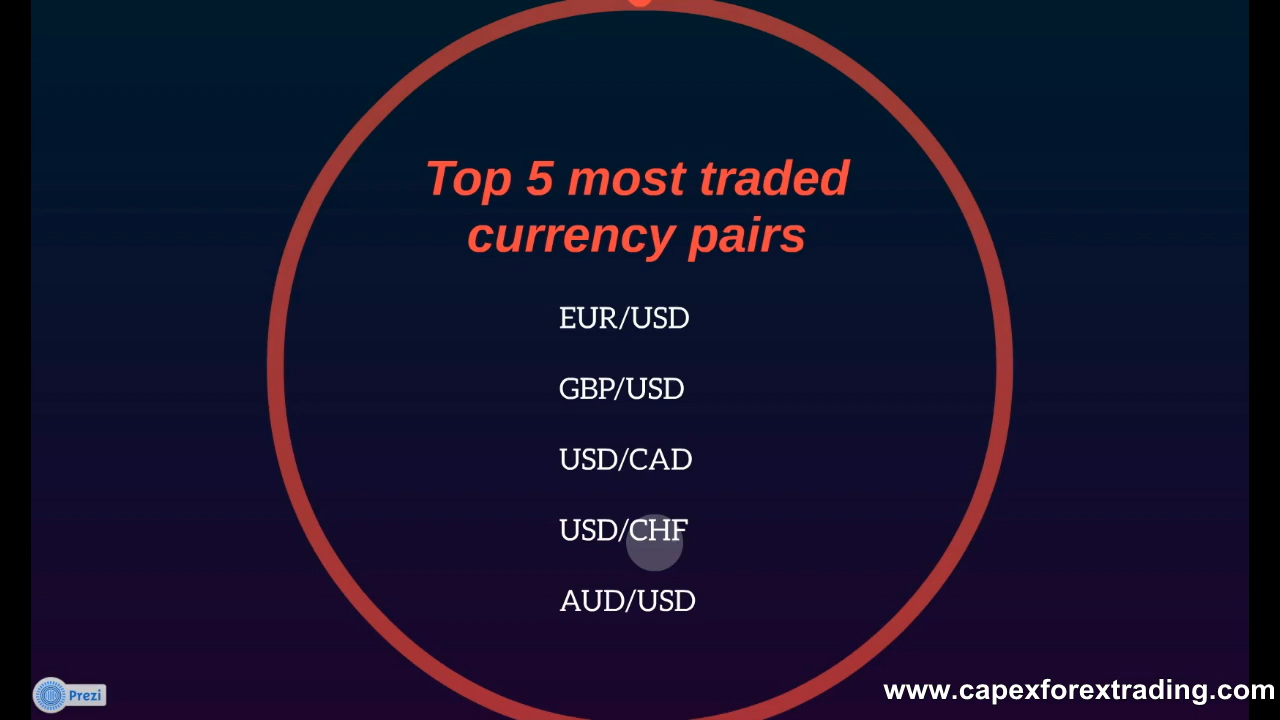 Top 5 most traded
currency pairs
EUR/USD
GBP/USD
USD/CAD
USD/CHF
AUD/USD
Prezi
www.capexforextrading.com